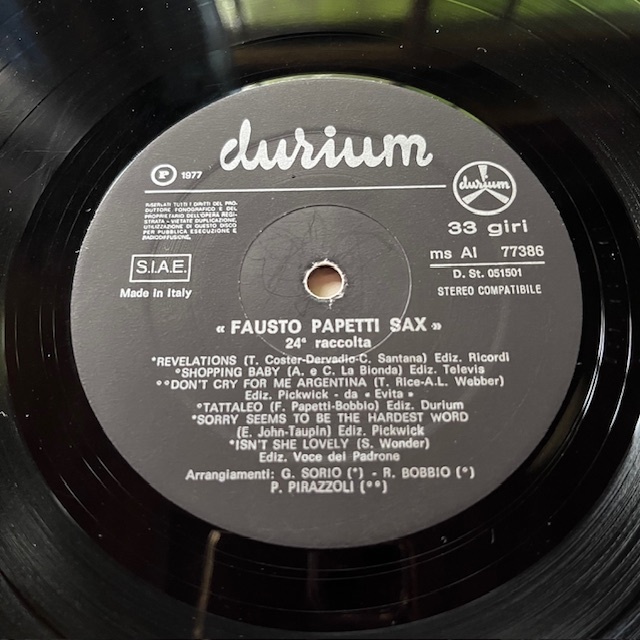 durium
Ⓟ 1977
RISERVATI TUTTI I DIRITTI DEL PRO-
DUTTORE FONOGRAFICO E DEL
PROPRIETARIO DELL'OPERA REGI-
STRATA - VIETATE DUPLICAZIONE,
UTILIZZAZIONE DI QUESTO DISCO
PER PUBBLICA ESECUZIONE E
RADIODIFFUSIONE.
durium
33 giri
ms AI 77386
D. St. 051501
STEREO COMPATIBILE
S.I.A.E.
Made in Italy
« FAUSTO PAPETTI SAX »
24ª raccolta
*REVELATIONS (T. Coster-Dervadio-C. Santana) Ediz. Ricordi
*SHOPPING BABY (A. e C. La Bionda) Ediz. Televis
°°DON'T CRY FOR ME ARGENTINA (T. Rice-A.L. Webber)
Ediz. Pickwick - da « Evita »
°TATTALEO (F. Papetti-Bobbio) Ediz. Durium
*SORRY SEEMS TO BE THE HARDEST WORD
(E. John-Taupin) Ediz. Pickwick
*ISN'T SHE LOVELY (S. Wonder)
Ediz. Voce del Padrone
Arrangiamenti: G. SORIO (*) - R. BOBBIO (°)
P. PIRAZZOLI (°°)